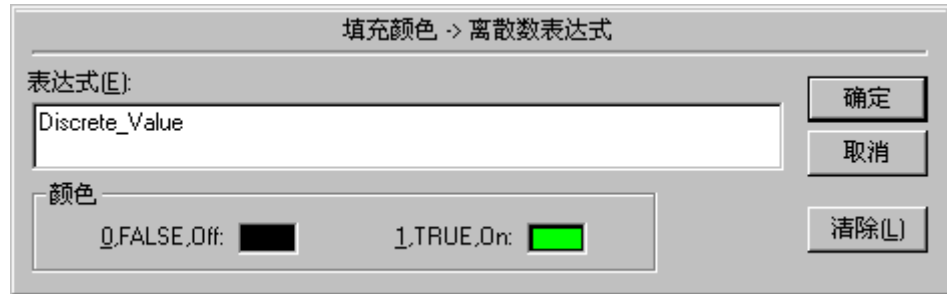 填充颜色 -> 离散数表达式
表达式(E):
Discrete_Value
确定
取消
颜色
0,FALSE,Off:
1,TRUE,On:
清除(L)